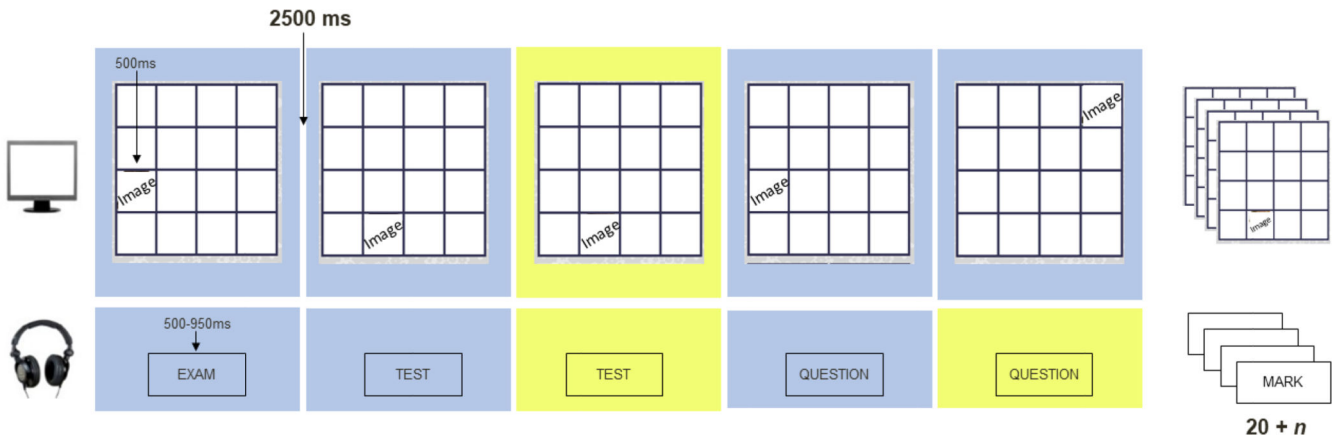 2500 ms
500ms
Image
Image
Image
Image
Image
Image
500-950ms
EXAM
TEST
TEST
QUESTION
QUESTION
MARK
20 + n